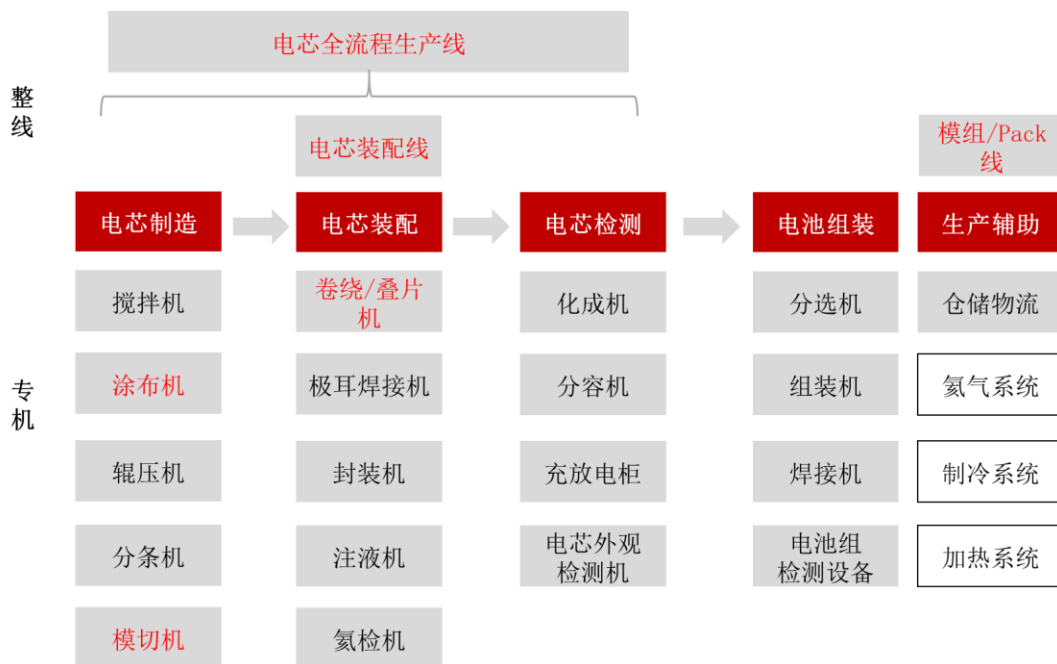 电芯全流程生产线
整
线
电芯装配线
模组/Pack
线
电芯制造
电芯装配
电芯检测
电池组装
生产辅助
搅拌机
卷绕/叠片
机
化成机
分选机
仓储物流
专
机
涂布机
极耳焊接机
分容机
组装机
氦气系统
辊压机
封装机
充放电柜
焊接机
制冷系统
分条机
注液机
电芯外观
检测机
电池组
检测设备
加热系统
模切机
氦检机